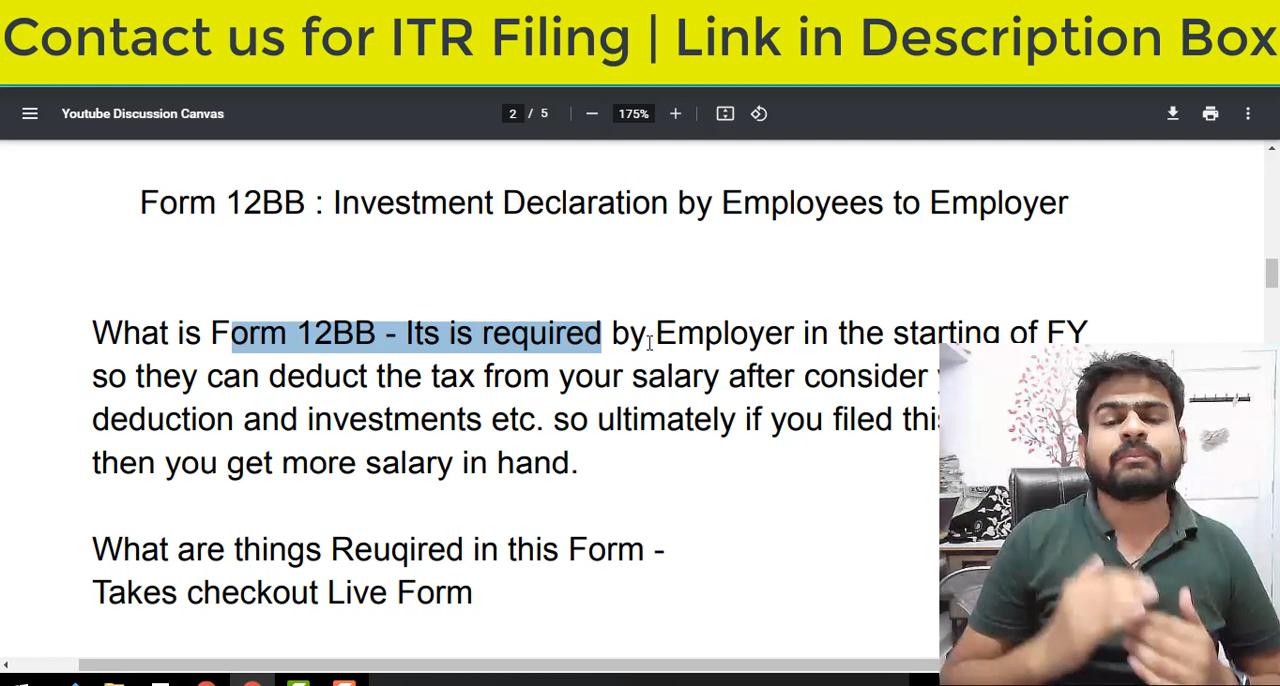 Contact us for ITR Filing | Link in Description Box
Youtube Discussion Canvas
2 / 5
175%
Form 12BB : Investment Declaration by Employees to Employer
What is Form 12BB - Its is required by Employer in the starting of FY
so they can deduct the tax from your salary after consider
deduction and investments etc. so ultimately if you filed this
then you get more salary in hand.
What are things Reuqired in this Form -
Takes checkout Live Form